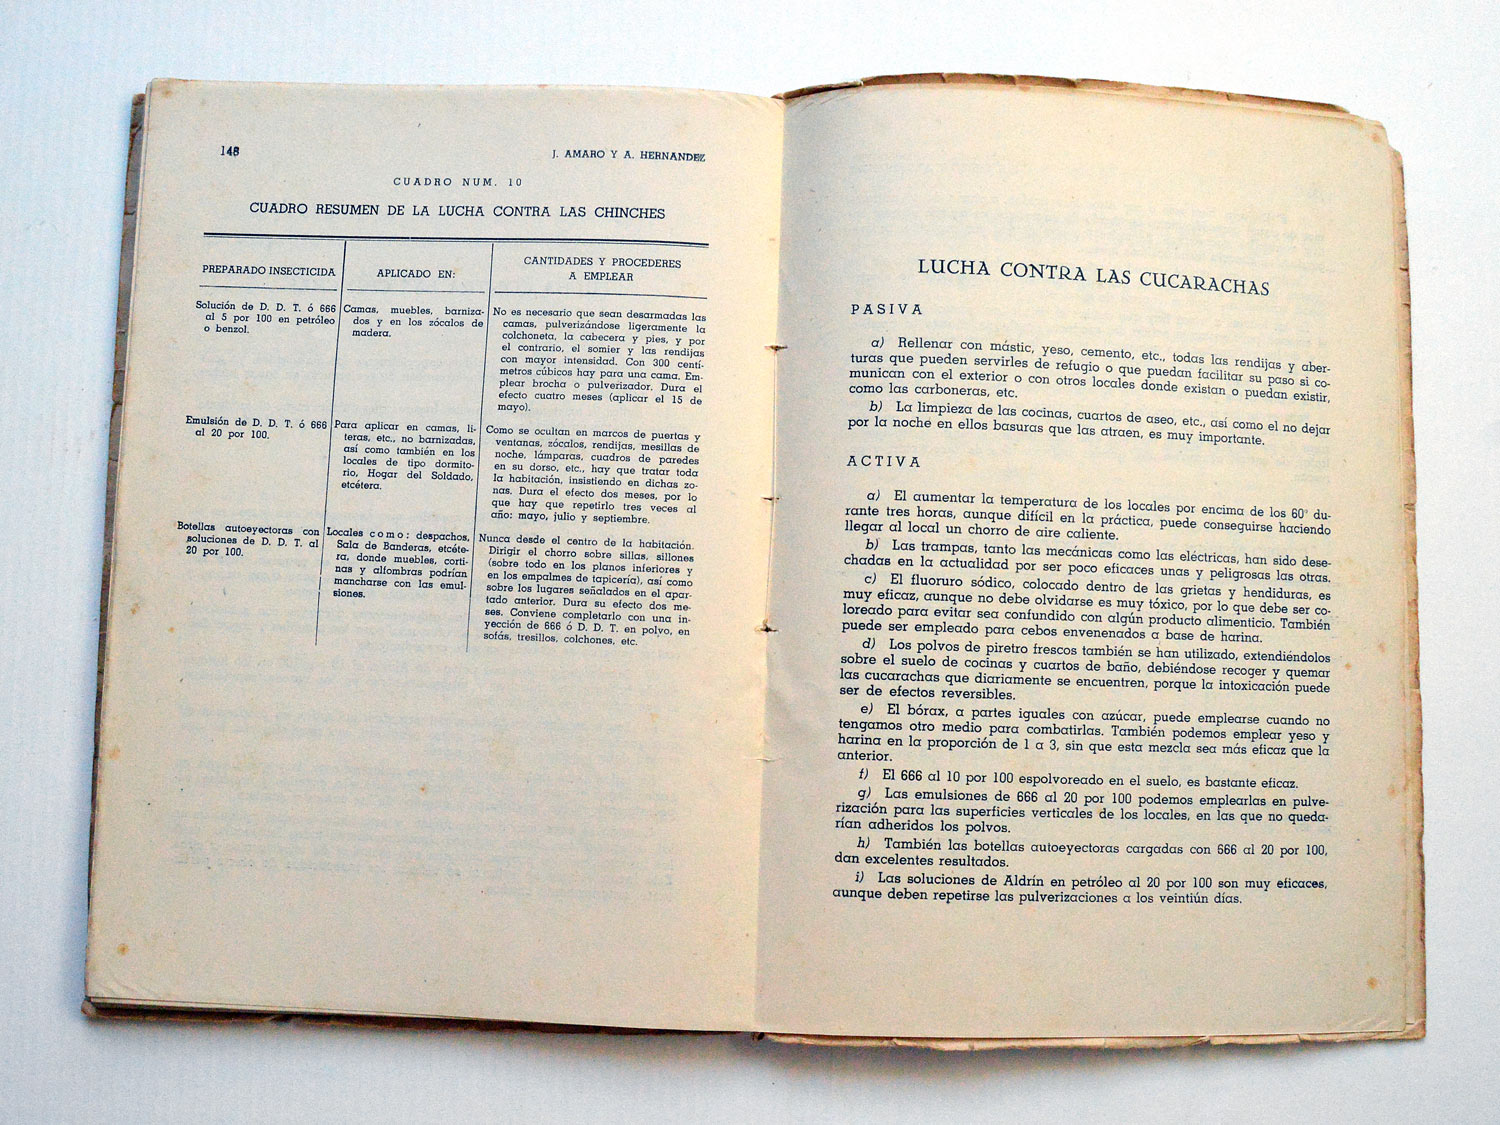 148
J. AMARO Y A. HERNANDEZ
CUADRO NUM. 10
CUADRO RESUMEN DE LA LUCHA CONTRA LAS CHINCHES
PREPARADO INSECTICIDA
APLICADO EN:
CANTIDADES Y PROCEDERES
A EMPLEAR
Solución de D. D. T. ó 666
al 5 por 100 en petróleo
o benzol.
Camas, muebles, barniza-
dos y en los zócalos de
madera.
No es necesario que sean desarmadas las
camas, pulverizándose ligeramente la
colchoneta, la cabecera y pies, y por
el contrario, el somier y las rendijas
con mayor intensidad. Con 300 centí-
metros cúbicos hay para una cama. Em-
plear brocha o pulverizador. Dura el
efecto cuatro meses (aplicar el 15 de
mayo).
Emulsión de D. D. T. ó 666
al 20 por 100.
Para aplicar en camas, li-
teras, etc., no barnizadas,
así como también en los
locales de tipo dormito-
rio, Hogar del Soldado,
etcétera.
Como se ocultan en marcos de puertas y
ventanas, zócalos, rendijas, mesillas de
noche, lámparas, cuadros de paredes
en su dorso, etc., hay que tratar toda
la habitación, insistiendo en dichas zo-
nas. Dura el efecto dos meses, por lo
que hay que repetirlo tres veces al
año: mayo, julio y septiembre.
Botellas autoeyectoras con
soluciones de D. D. T. al
20 por 100.
Locales como: despachos,
Sala de Banderas, etcéte-
ra, donde muebles, corti-
nas y alfombras podrían
mancharse con las emul-
siones.
Nunca desde el centro de la habitación.
Dirigir el chorro sobre sillas, sillones
(sobre todo en los planos inferiores y
en los empalmes de tapicería), así como
sobre los lugares señalados en el apar-
tado anterior. Dura su efecto dos me-
ses. Conviene completarlo con una in-
yección de 666 ó D. D. T. en polvo, en
sofás, tresillos, colchones, etc.
LUCHA CONTRA LAS CUCARACHAS
PASIVA
a) Rellenar con mástic, yeso, cemento, etc., todas las rendijas y aber-
turas que pueden servirles de refugio o que puedan facilitar su paso si co-
munican con el exterior o con otros locales donde existan o puedan existir,
como las carboneras, etc.
b) La limpieza de las cocinas, cuartos de aseo, etc., así como el no dejar
por la noche en ellos basuras que las atraen, es muy importante.
ACTIVA
a) El aumentar la temperatura de los locales por encima de los 60° du-
rante tres horas, aunque difícil en la práctica, puede conseguirse haciendo
llegar al local un chorro de aire caliente.
b) Las trampas, tanto las mecánicas como las eléctricas, han sido dese-
chadas en la actualidad por ser poco eficaces unas y peligrosas las otras.
c) El fluoruro sódico, colocado dentro de las grietas y hendiduras, es
muy eficaz, aunque no debe olvidarse es muy tóxico, por lo que debe ser co-
loreado para evitar sea confundido con algún producto alimenticio. También
puede ser empleado para cebos envenenados a base de harina.
d) Los polvos de piretro frescos también se han utilizado, extendiéndolos
sobre el suelo de cocinas y cuartos de baño, debiéndose recoger y quemar
las cucarachas que diariamente se encuentren, porque la intoxicación puede
ser de efectos reversibles.
e) El bórax, a partes iguales con azúcar, puede emplearse cuando no
tengamos otro medio para combatirlas. También podemos emplear yeso y
harina en la proporción de 1 a 3, sin que esta mezcla sea más eficaz que la
anterior.
f) El 666 al 10 por 100 espolvoreado en el suelo, es bastante eficaz.
g) Las emulsiones de 666 al 20 por 100 podemos emplearlas en pulve-
rización para las superficies verticales de los locales, en las que no queda-
rían adheridos los polvos.
h) También las botellas autoeyectoras cargadas con 666 al 20 por 100,
dan excelentes resultados.
i) Las soluciones de Aldrín en petróleo al 20 por 100 son muy eficaces,
aunque deben repetirse las pulverizaciones a los veintiún días.